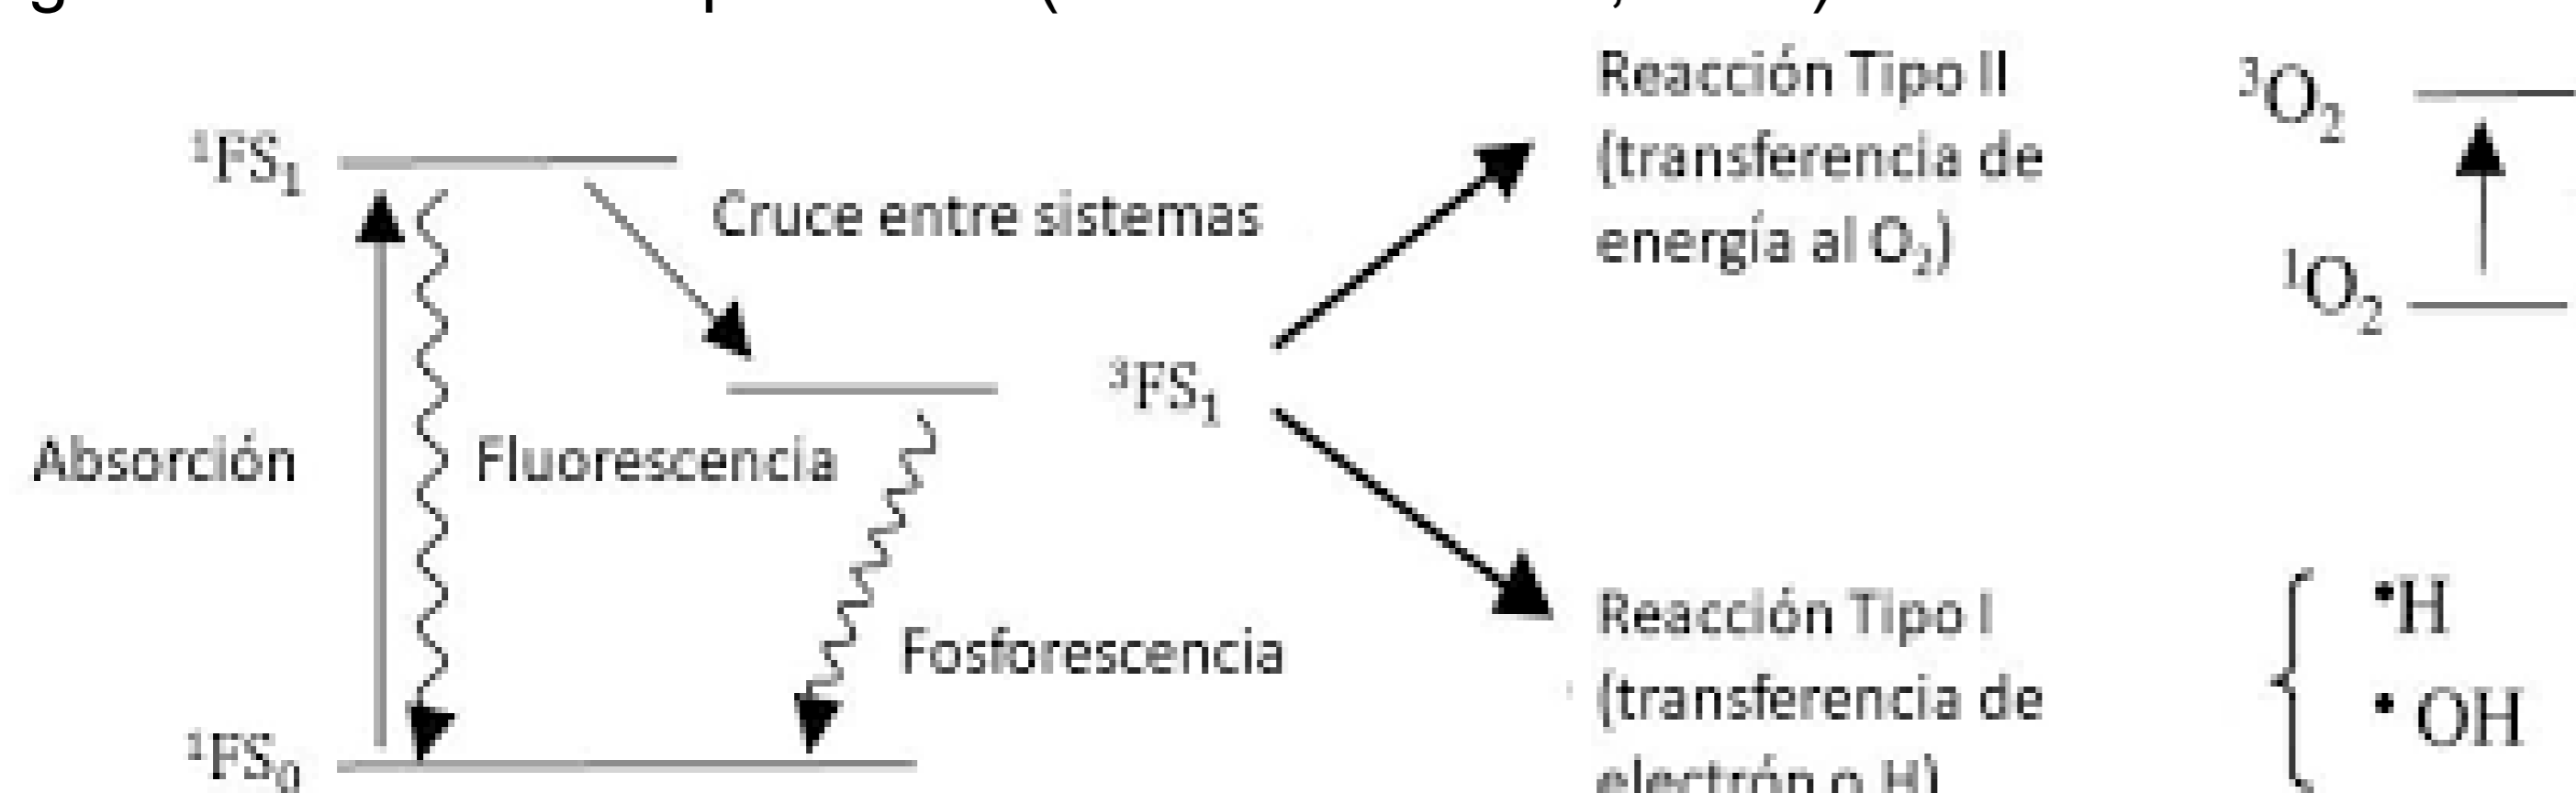 Reacción Tipo II
(transferencia de
energía al O₂)
³O₂
¹O₂
¹FS₁
Cruce entre sistemas
³FS₁
Absorción
Fluorescencia
Fosforescencia
¹FS₀
Reacción Tipo I
(transferencia de
electrón o H)
•H
• OH